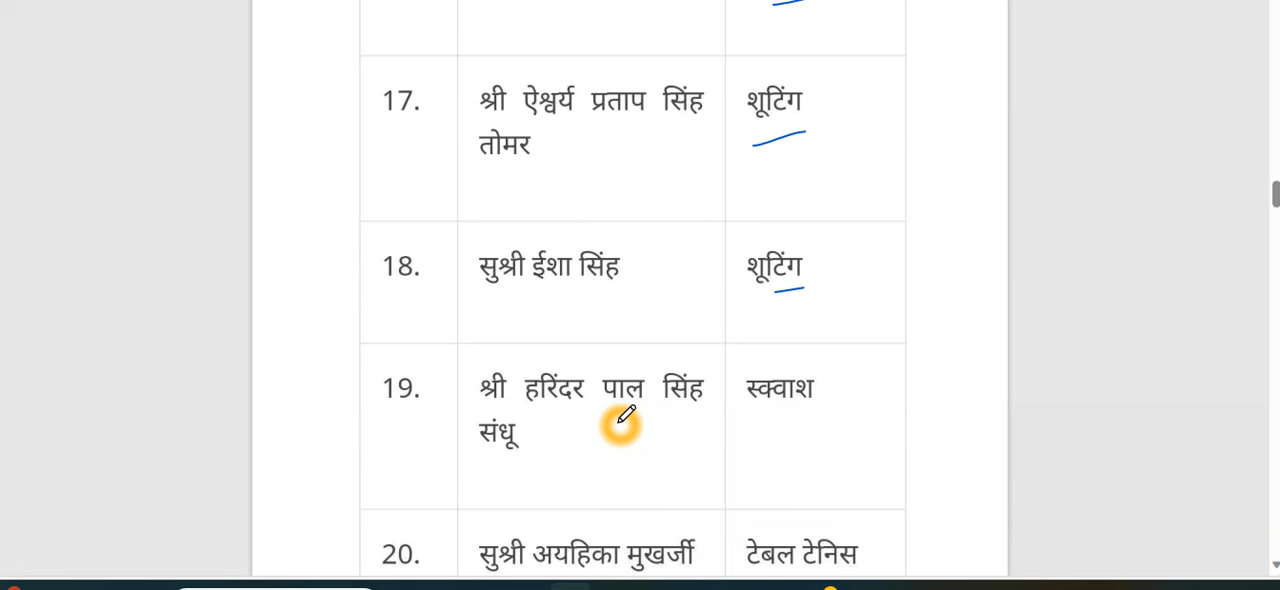 17. श्री ऐश्वर्य प्रताप सिंह शूटिंग
तोमर
18. सुश्री ईशा सिंह शूटिंग
19. श्री हरिंदर पाल सिंह स्क्वाश
संधू
20. सुश्री अयहिका मुखर्जी टेबल टेनिस